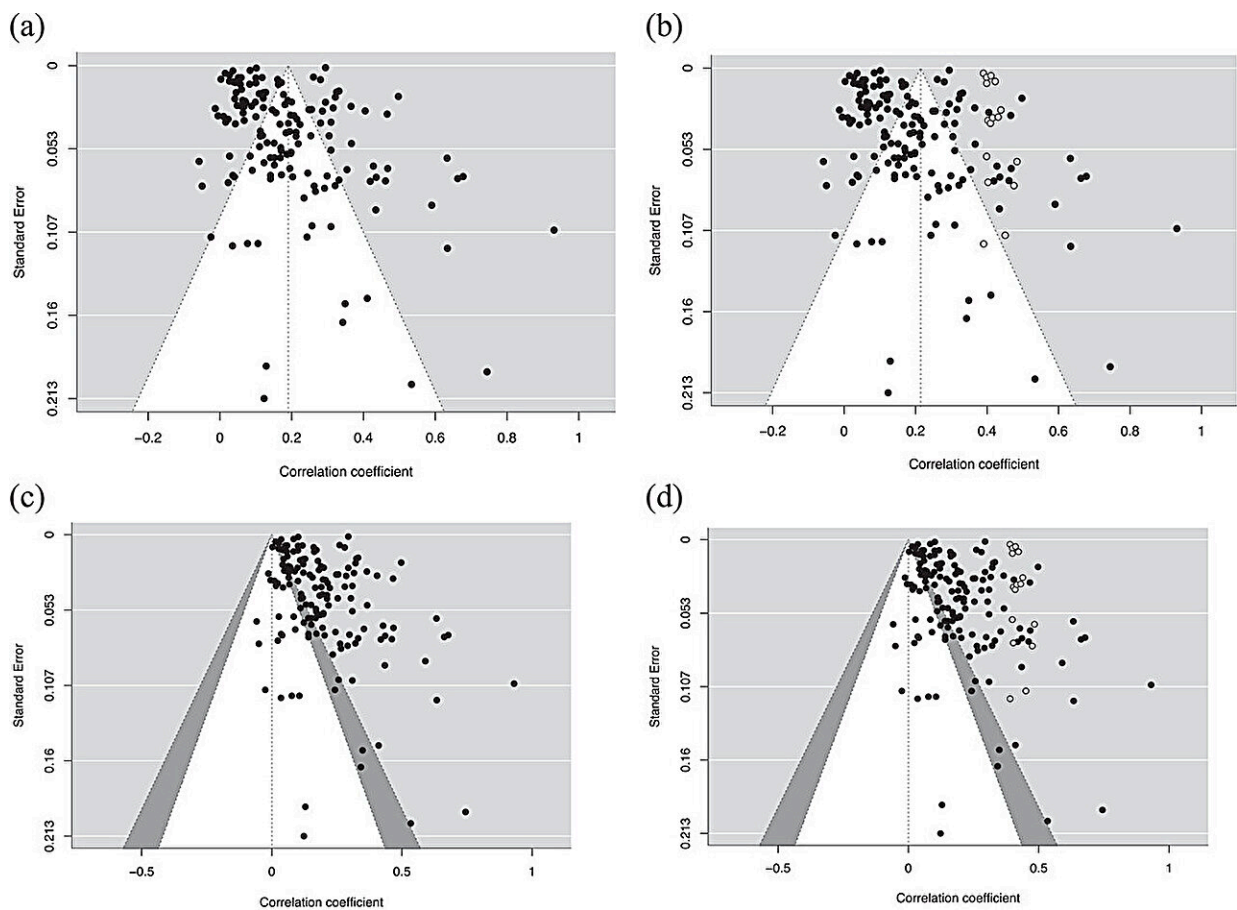 (a)
Standard Error
0
0.053
0.107
0.16
0.213
−0.2 0 0.2 0.4 0.6 0.8 1
Correlation coefficient
(b)
Standard Error
0
0.053
0.107
0.16
0.213
−0.2 0 0.2 0.4 0.6 0.8 1
Correlation coefficient
(c)
Standard Error
0
0.053
0.107
0.16
0.213
−0.5 0 0.5 1
Correlation coefficient
(d)
Standard Error
0
0.053
0.107
0.16
0.213
−0.5 0 0.5 1
Correlation coefficient